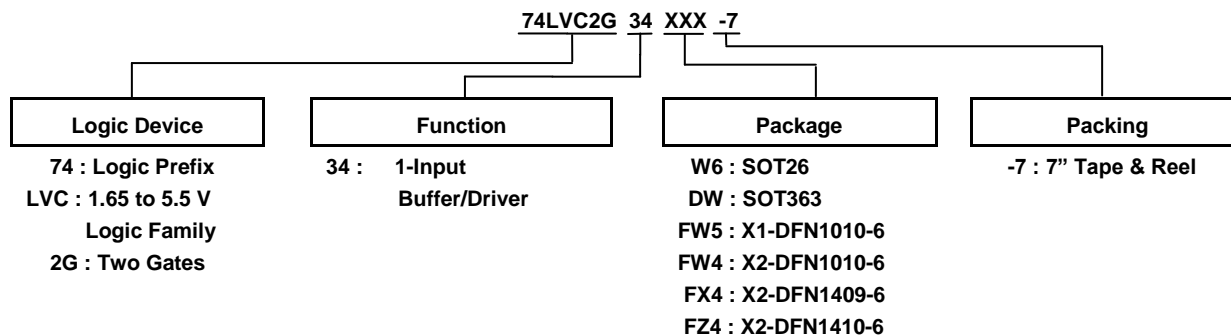 74LVC2G 34 XXX -7
Logic Device
74 : Logic Prefix
LVC : 1.65 to 5.5 V
Logic Family
2G : Two Gates
Function
34 : 1-Input
Buffer/Driver
Package
W6 : SOT26
DW : SOT363
FW5 : X1-DFN1010-6
FW4 : X2-DFN1010-6
FX4 : X2-DFN1409-6
FZ4 : X2-DFN1410-6
Packing
-7 : 7” Tape & Reel